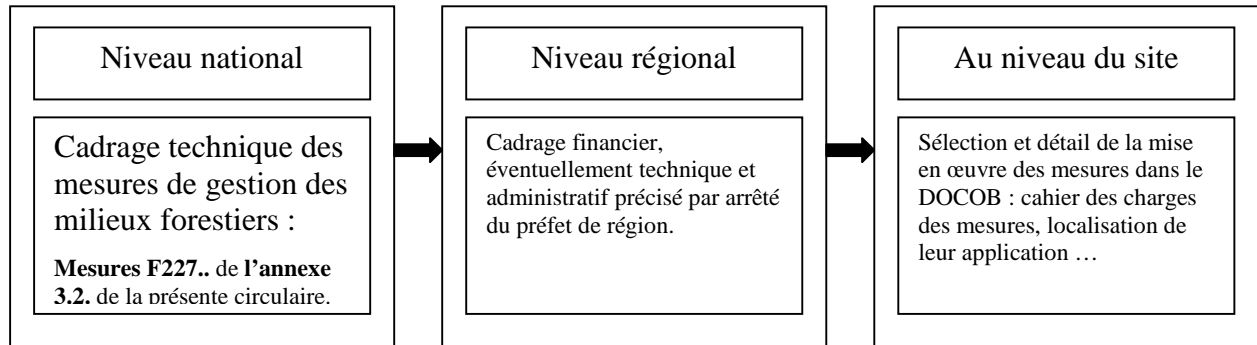 Niveau national
Cadrage technique des
mesures de gestion des
milieux forestiers :
Mesures F227.. de l'annexe
3.2. de la présente circulaire.
Niveau régional
Cadrage financier,
éventuellement technique et
administratif précisé par arrêté
du préfet de région.
Au niveau du site
Sélection et détail de la mise
en œuvre des mesures dans le
DOCOB : cahier des charges
des mesures, localisation de
leur application …